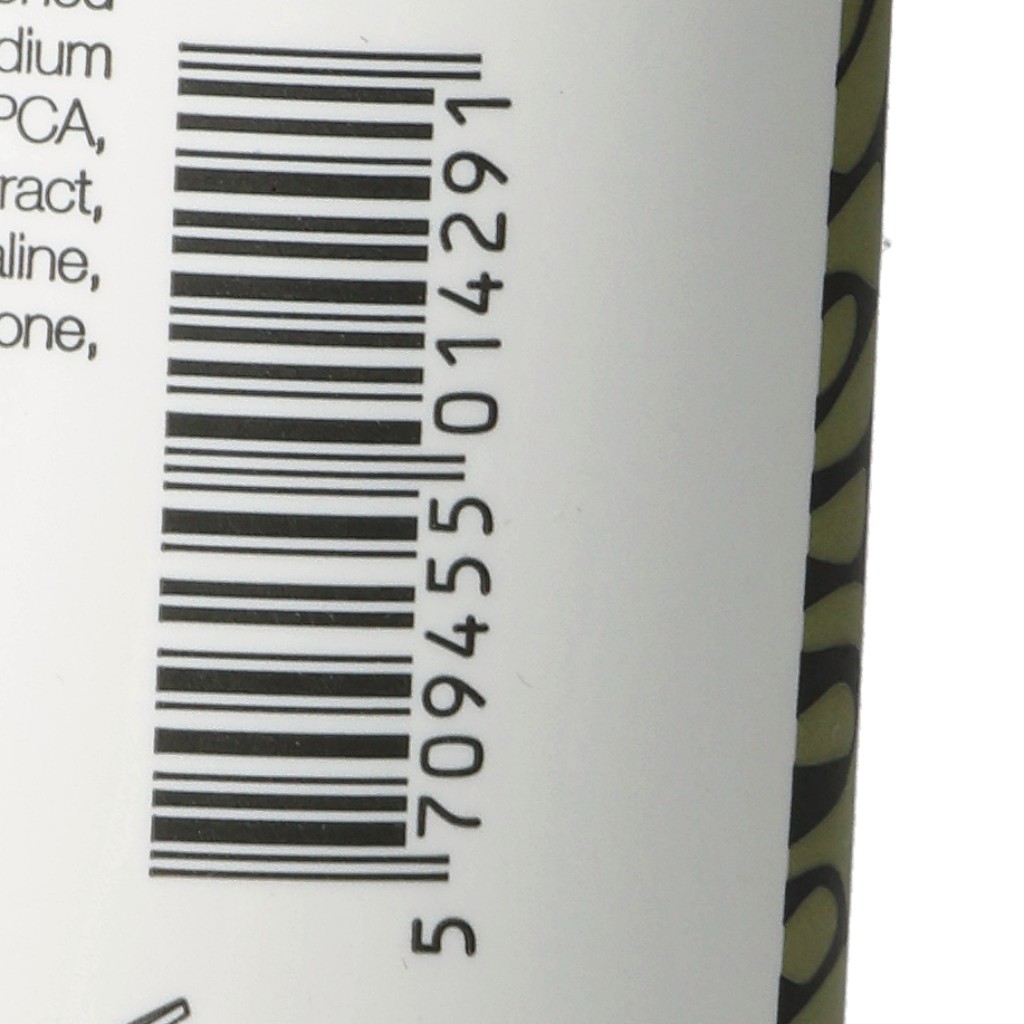 dium
PCA,
ract,
aline,
one,
5 709455 014291